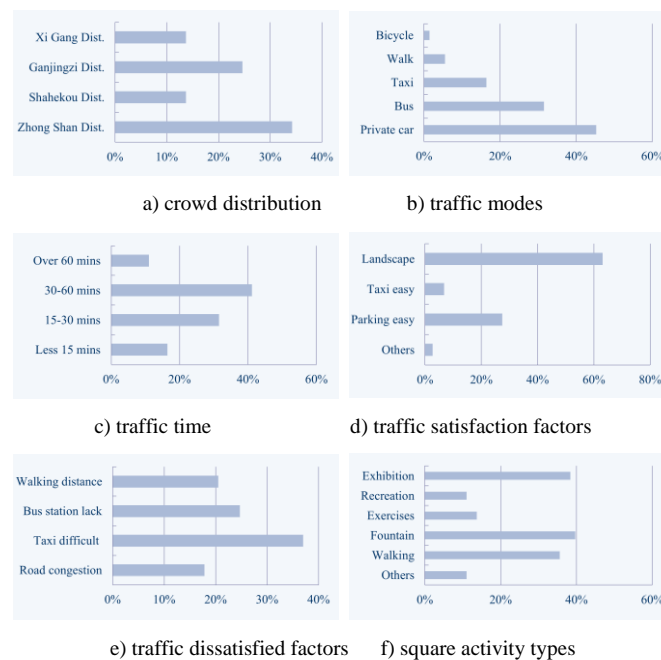 Xi Gang Dist.
Ganjingzi Dist.
Shahekou Dist.
Zhong Shan Dist.
0% 10% 20% 30% 40%
Bicycle
Walk
Taxi
Bus
Private car
0% 20% 40% 60%
a) crowd distribution
b) traffic modes
Over 60 mins
30-60 mins
15-30 mins
Less 15 mins
0% 20% 40% 60%
Landscape
Taxi easy
Parking easy
Others
0% 20% 40% 60% 80%
c) traffic time
d) traffic satisfaction factors
Walking distance
Bus station lack
Taxi difficult
Road congestion
0% 10% 20% 30% 40%
Exhibition
Recreation
Exercises
Fountain
Walking
Others
0% 20% 40% 60%
e) traffic dissatisfied factors
f) square activity types